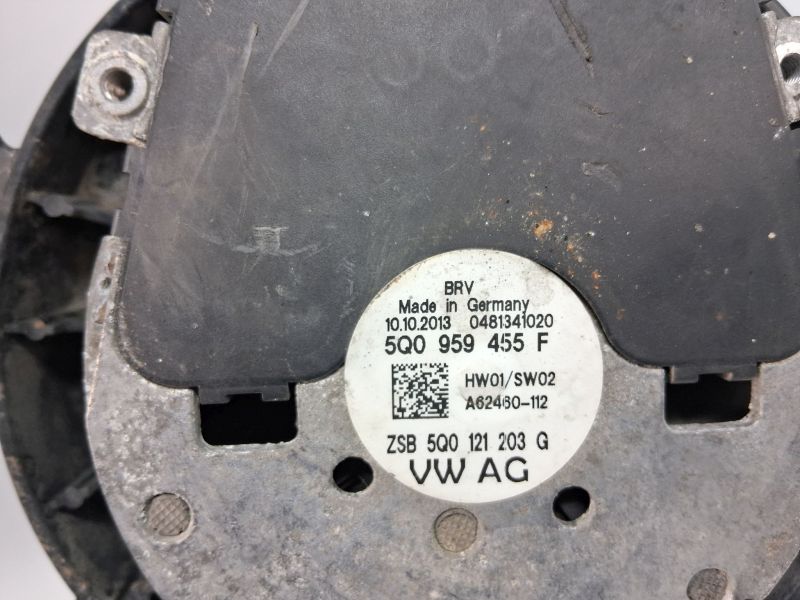 BRV
Made in Germany
10.10.2013 0481341020
5Q0 959 455 F
HW01/SW02
A62460-112
ZSB 5Q0 121 203 G
VW AG